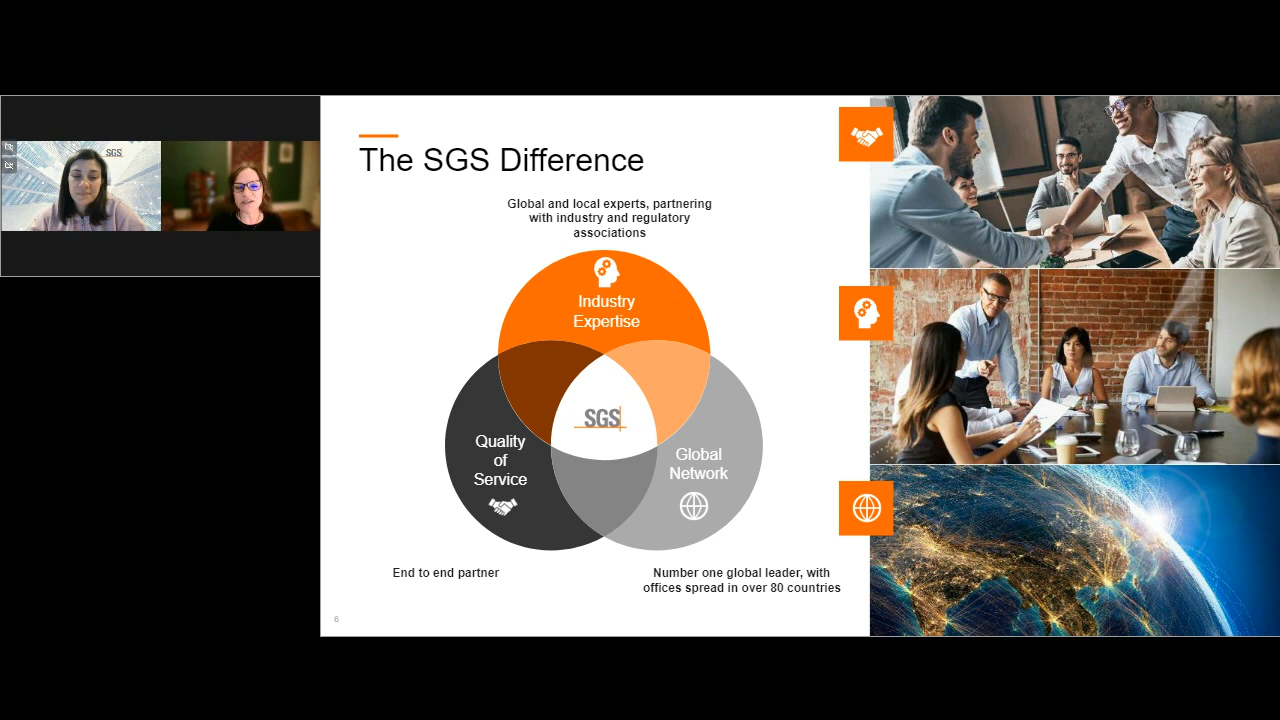 SGS
The SGS Difference
Global and local experts, partnering
with industry and regulatory
associations
Industry
Expertise
SGS
Quality
of
Service
Global
Network
End to end partner
Number one global leader, with
offices spread in over 80 countries
6